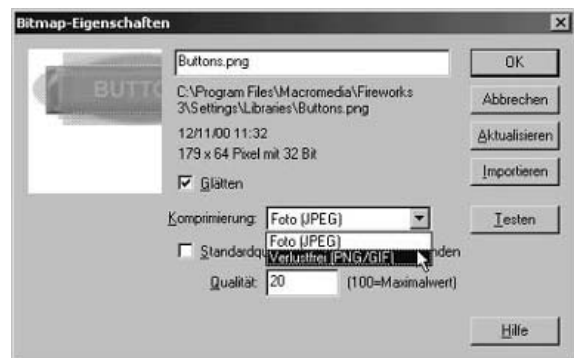 Bitmap-Eigenschaften
BUTTO
Buttons.png
OK
C:\Program Files\Macromedia\Fireworks
3\Settings\Libraries\Buttons.png
Abbrechen
12/11/00 11:32
Aktualisieren
179 x 64 Pixel mit 32 Bit
Importieren
Glätten
Komprimierung: Foto (JPEG)
Testen
Foto (JPEG)
Standardqu
Verlustfrei (PNG/GIF)
nden
Qualität: 20 (100=Maximalwert)
Hilfe